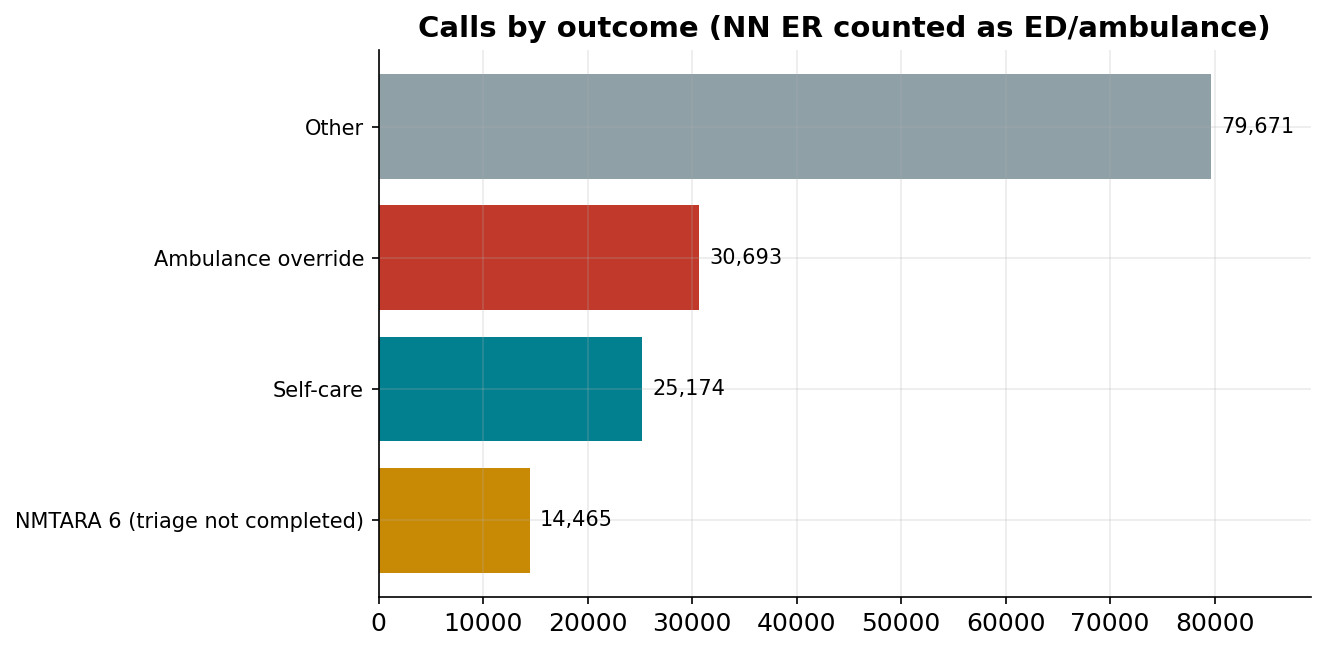 Calls by outcome (NN ER counted as ED/ambulance)
Other
79,671
Ambulance override
30,693
Self-care
25,174
NMTARA 6 (triage not completed)
14,465
0 10000 20000 30000 40000 50000 60000 70000 80000